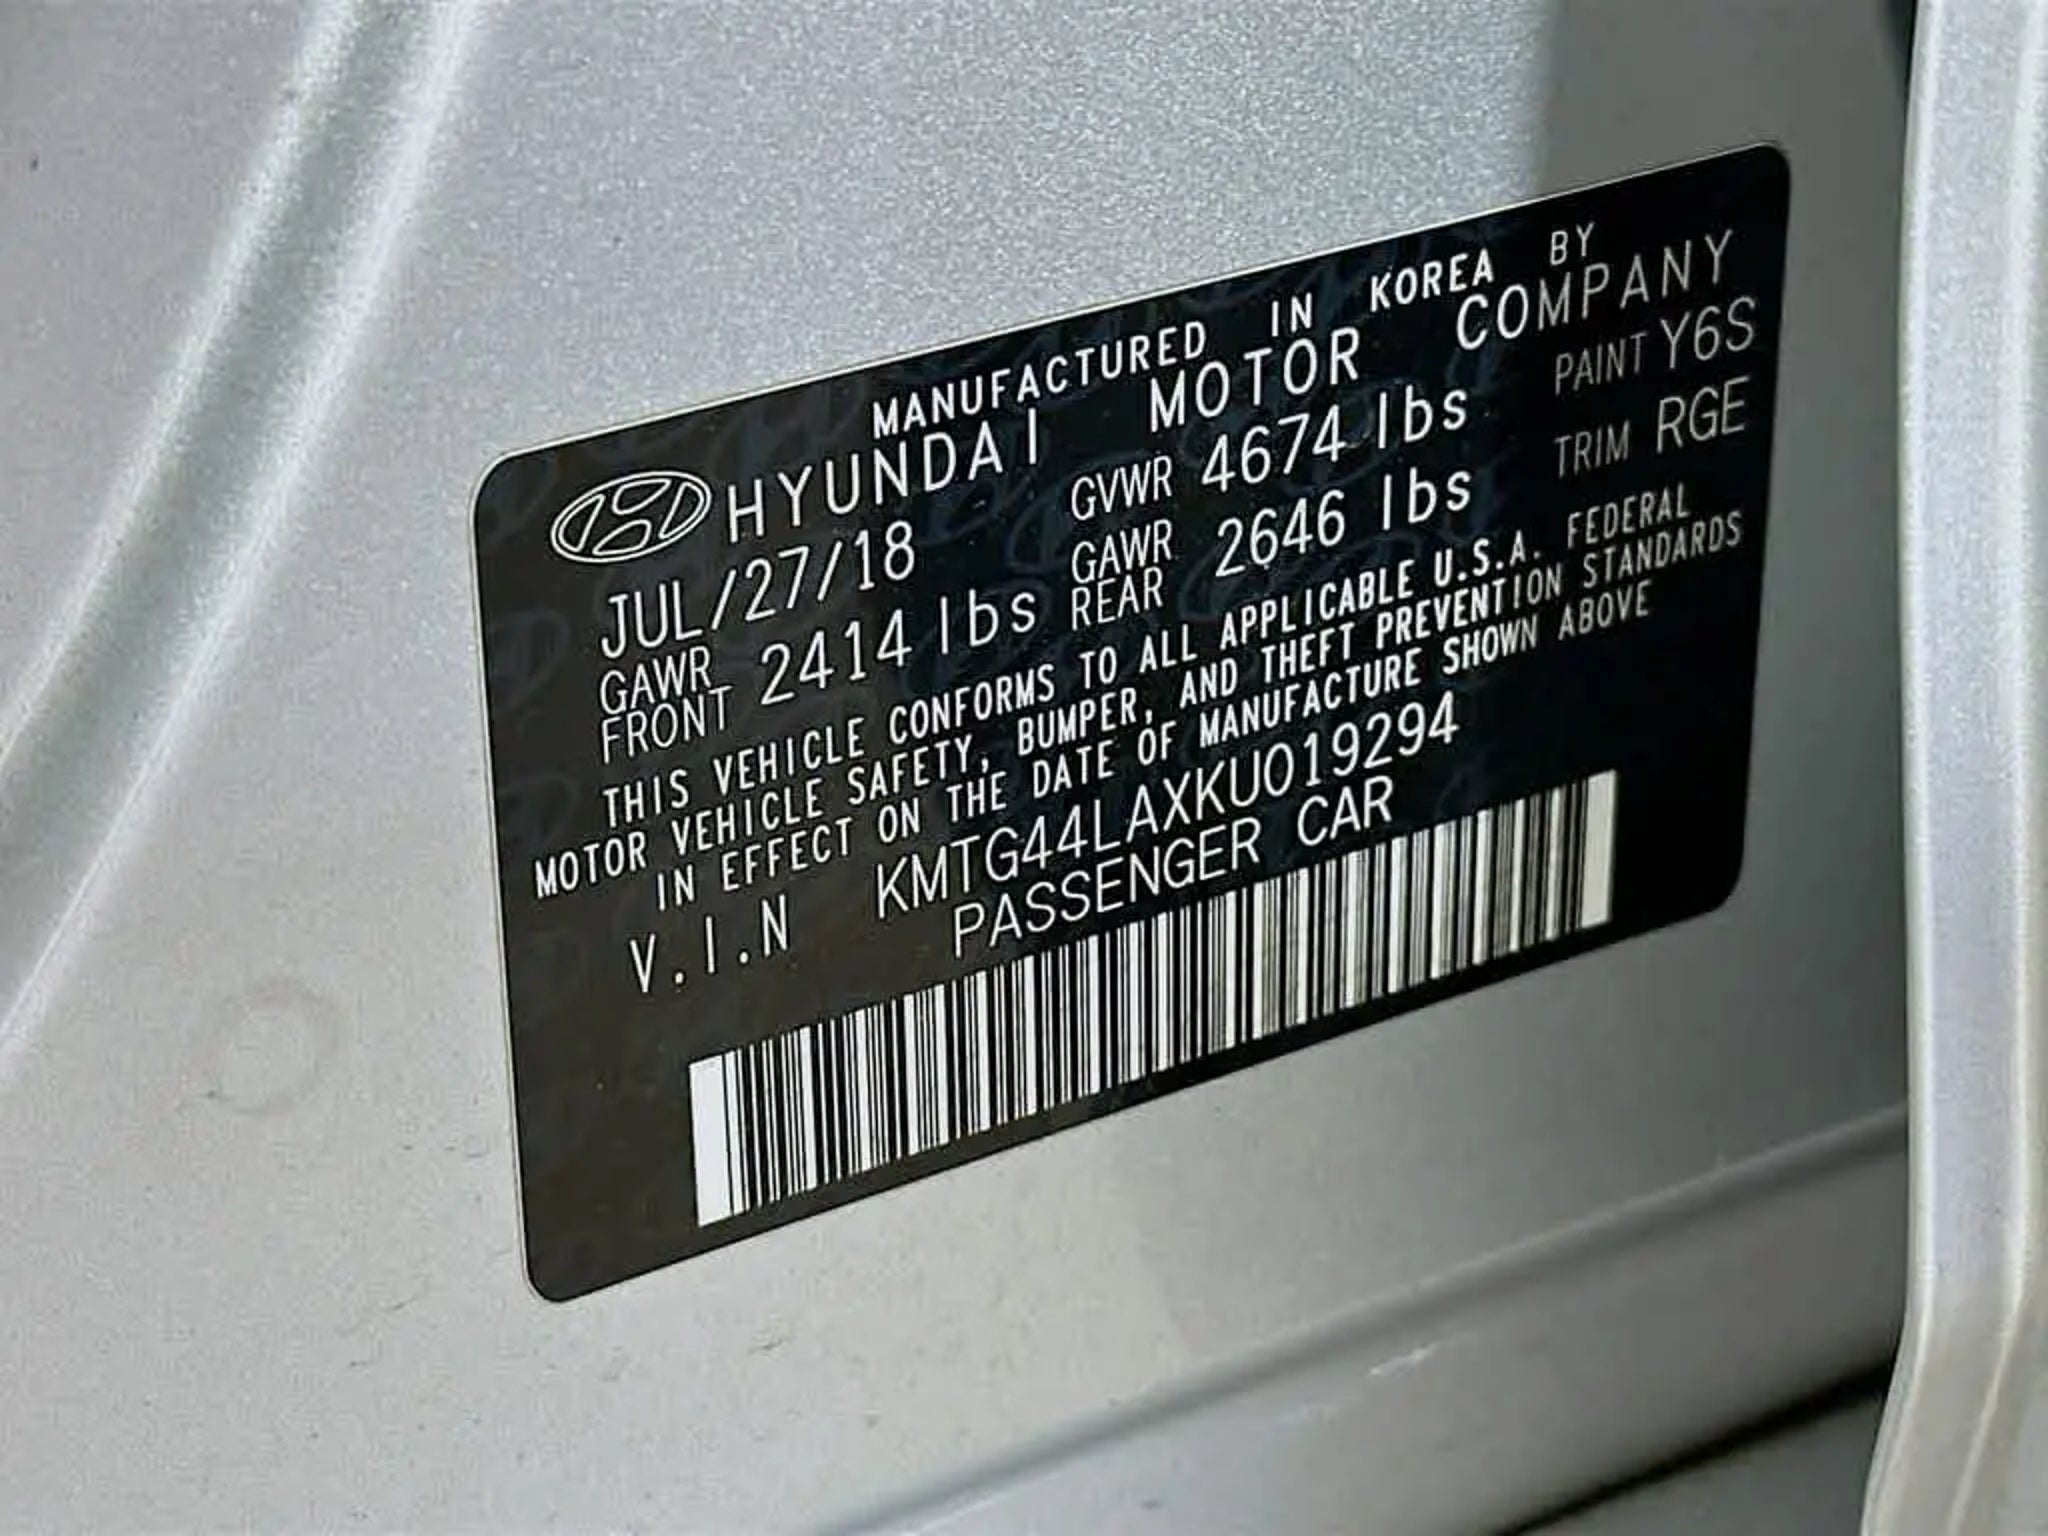 MANUFACTURED IN KOREA BY
HYUNDAI MOTOR COMPANY
JUL/27/18 GVWR 4674 lbs PAINT Y6S
GAWR FRONT 2414 lbs GAWR REAR 2646 lbs TRIM RGE
THIS VEHICLE CONFORMS TO ALL APPLICABLE U.S.A. FEDERAL
MOTOR VEHICLE SAFETY, BUMPER, AND THEFT PREVENTION STANDARDS
IN EFFECT ON THE DATE OF MANUFACTURE SHOWN ABOVE
V.I.N KMTG44LAXKU019294
PASSENGER CAR